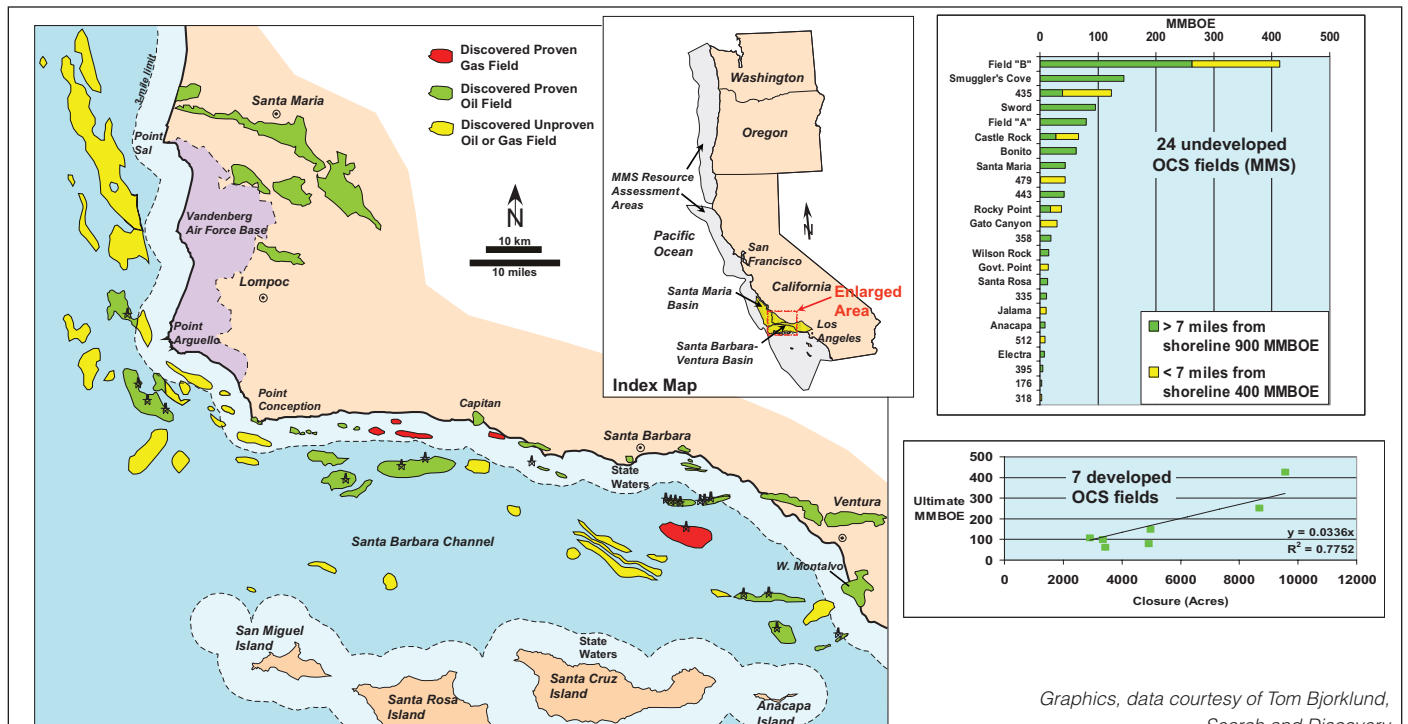 Discovered Proven
Gas Field
Discovered Proven
Oil Field
Discovered Unproven
Oil or Gas Field
N
10 km
10 miles
3-mile limit
Santa Maria
Point
Sal
Vandenberg
Air Force Base
Lompoc
Point
Arguello
Point
Conception
Capitan
Santa Barbara
State
Waters
Ventura
Santa Barbara Channel
W. Montalvo
San Miguel
Island
State
Waters
Santa Cruz
Island
Santa Rosa
Island
Anacapa
Island
Washington
Oregon
MMS Resource
Assessment
Areas
N
Pacific
Ocean
San
Francisco
California
Santa Maria
Basin
Enlarged
Area
Los
Angeles
Santa Barbara-
Ventura Basin
Index Map
MMBOE
0 100 200 300 400 500
Field "B"
Smuggler's Cove
435
Sword
Field "A"
Castle Rock
Bonito
Santa Maria
479
443
Rocky Point
Gato Canyon
358
Wilson Rock
Govt. Point
Santa Rosa
335
Jalama
Anacapa
512
Electra
395
176
318
24 undeveloped
OCS fields (MMS)
> 7 miles from
shoreline 900 MMBOE
< 7 miles from
shoreline 400 MMBOE
500
400
300
200
100
0
Ultimate
MMBOE
7 developed
OCS fields
y = 0.0336x
R² = 0.7752
0 2000 4000 6000 8000 10000 12000
Closure (Acres)
Graphics, data courtesy of Tom Bjorklund,
Search and Discovery